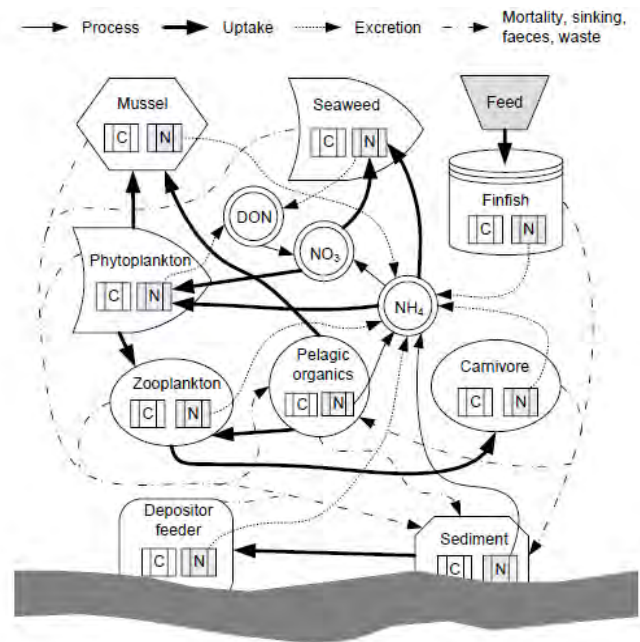 Process
Uptake
Excretion
Mortality, sinking,
faeces, waste
Mussel
C N
Seaweed
C N
Feed
Finfish
C N
DON
NO3
Phytoplankton
C N
NH4
Zooplankton
C N
Pelagic
organics
C N
Carnivore
C N
Depositor
feeder
C N
Sediment
C N